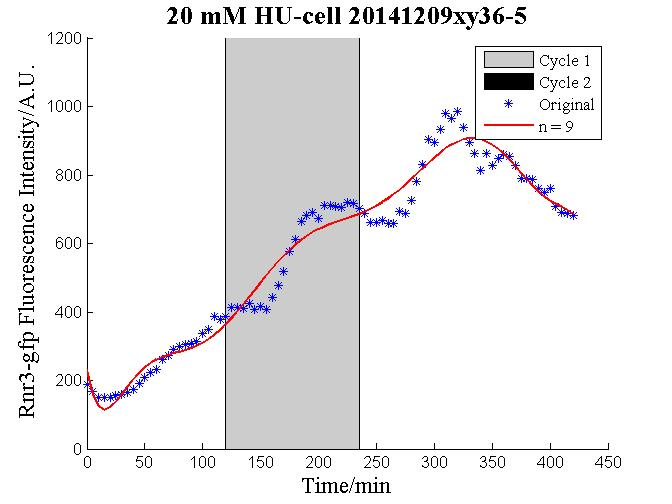 20 mM HU-cell 20141209xy36-5
Rnr3-gfp Fluorescence Intensity/A.U.
1200
1000
800
600
400
200
0
Cycle 1
Cycle 2
Original
n = 9
0 50 100 150 200 250 300 350 400 450
Time/min